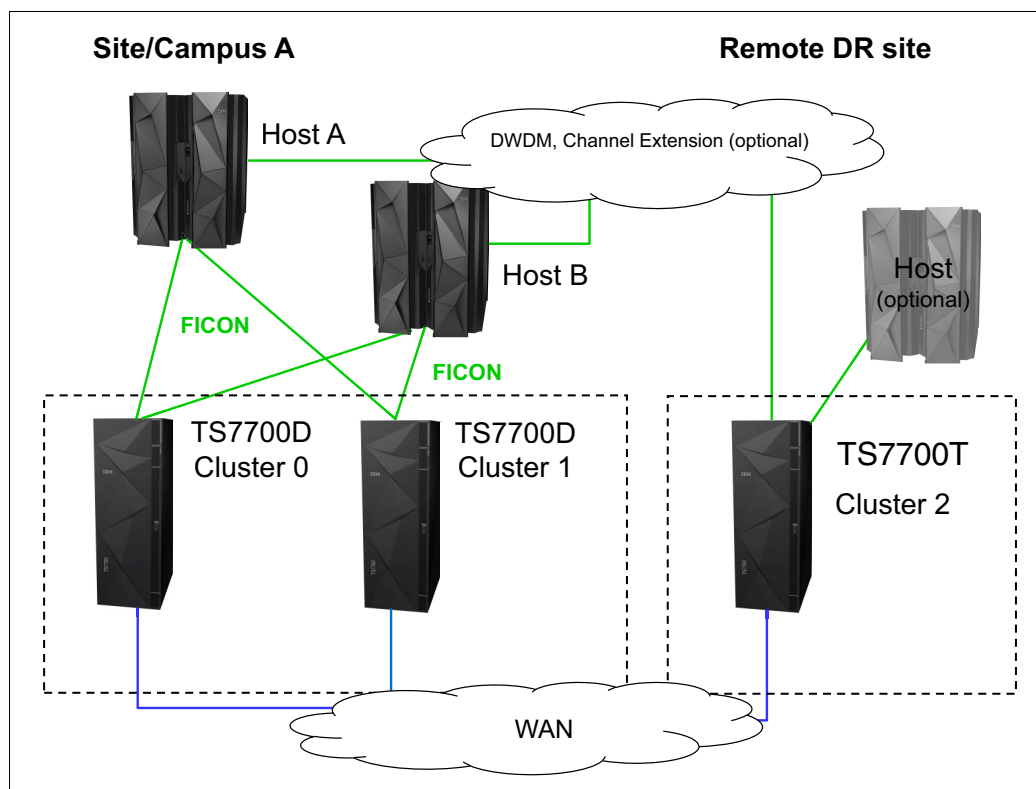 Site/Campus A
Remote DR site
Host A
DWDM, Channel Extension (optional)
Host B
Host
(optional)
FICON
FICON
TS7700D
Cluster 0
TS7700D
Cluster 1
TS7700T
Cluster 2
WAN